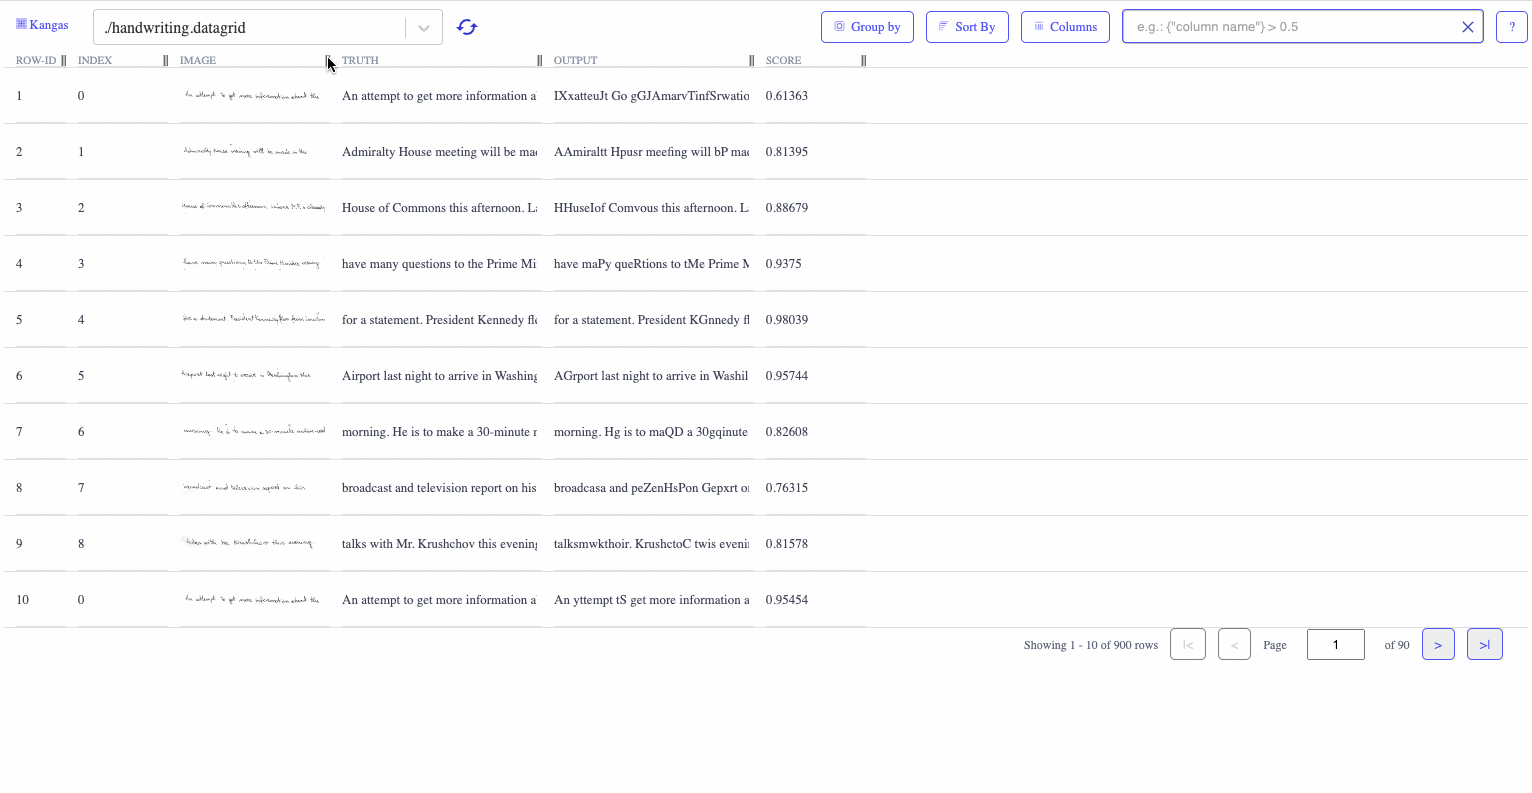 Kangas ./handwriting.datagrid Group by Sort By Columns e.g.: {"column name"} > 0.5 ?
ROW-ID INDEX IMAGE TRUTH OUTPUT SCORE
1 0 An attempt to get more information about the An attempt to get more information a IXxatteuJt Go gGJAmarvTinfSrwatio 0.61363
2 1 Admiralty House meeting will be made in the Admiralty House meeting will be ma AAmiraltt Hpusr meefing will bP mac 0.81395
3 2 House of Commons this afternoon. Labour M.P.s already House of Commons this afternoon. La HHuseIof Comvous this afternoon. L 0.88679
4 3 have many questions to the Prime Minister asking have many questions to the Prime Mi have maPy queRtions to tMe Prime M 0.9375
5 4 for a statement. President Kennedy flew from London for a statement. President Kennedy fl for a statement. President KGnnedy fl 0.98039
6 5 Airport last night to arrive in Washington this Airport last night to arrive in Washing AGrport last night to arrive in Washil 0.95744
7 6 morning. He is to make a 30-minute nationwide morning. He is to make a 30-minute r morning. Hg is to maQD a 30gqinute 0.82608
8 7 broadcast and television report on his broadcast and television report on his broadcasa and peZenHsPon Gepxrt o 0.76315
9 8 talks with Mr. Krushchov this evening. talks with Mr. Krushchov this evening talksmwkthoir. KrushctoC twis eveni 0.81578
10 0 An attempt to get more information about the An attempt to get more information a An yttempt tS get more information a 0.95454
Showing 1 - 10 of 900 rows |< < Page 1 of 90 > >|